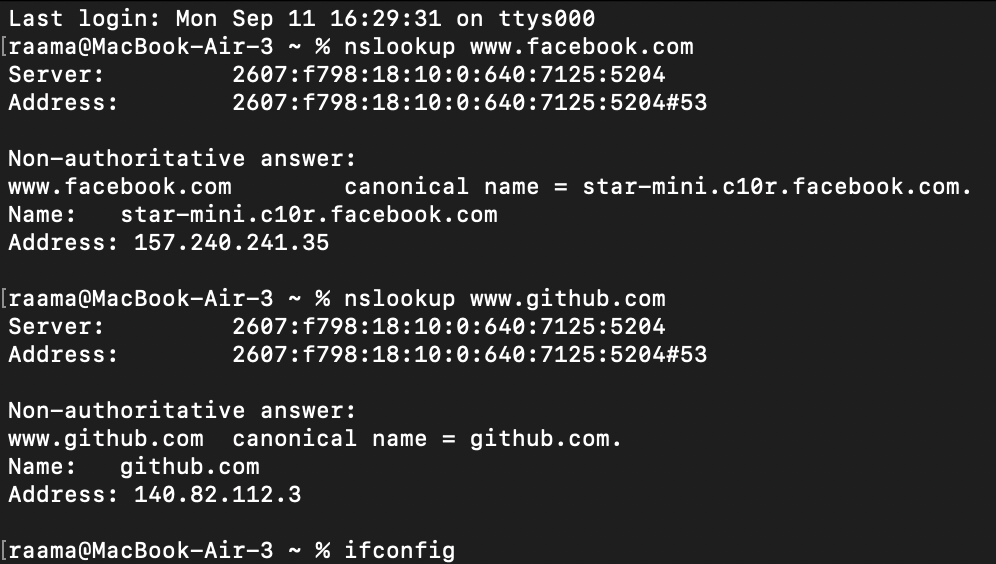 Last login: Mon Sep 11 16:29:31 on ttys000
[raama@MacBook-Air-3 ~ % nslookup www.facebook.com
Server:         2607:f798:18:10:0:640:7125:5204
Address:        2607:f798:18:10:0:640:7125:5204#53

Non-authoritative answer:
www.facebook.com        canonical name = star-mini.c10r.facebook.com.
Name:   star-mini.c10r.facebook.com
Address: 157.240.241.35

[raama@MacBook-Air-3 ~ % nslookup www.github.com
Server:         2607:f798:18:10:0:640:7125:5204
Address:        2607:f798:18:10:0:640:7125:5204#53

Non-authoritative answer:
www.github.com  canonical name = github.com.
Name:   github.com
Address: 140.82.112.3

[raama@MacBook-Air-3 ~ % ifconfig